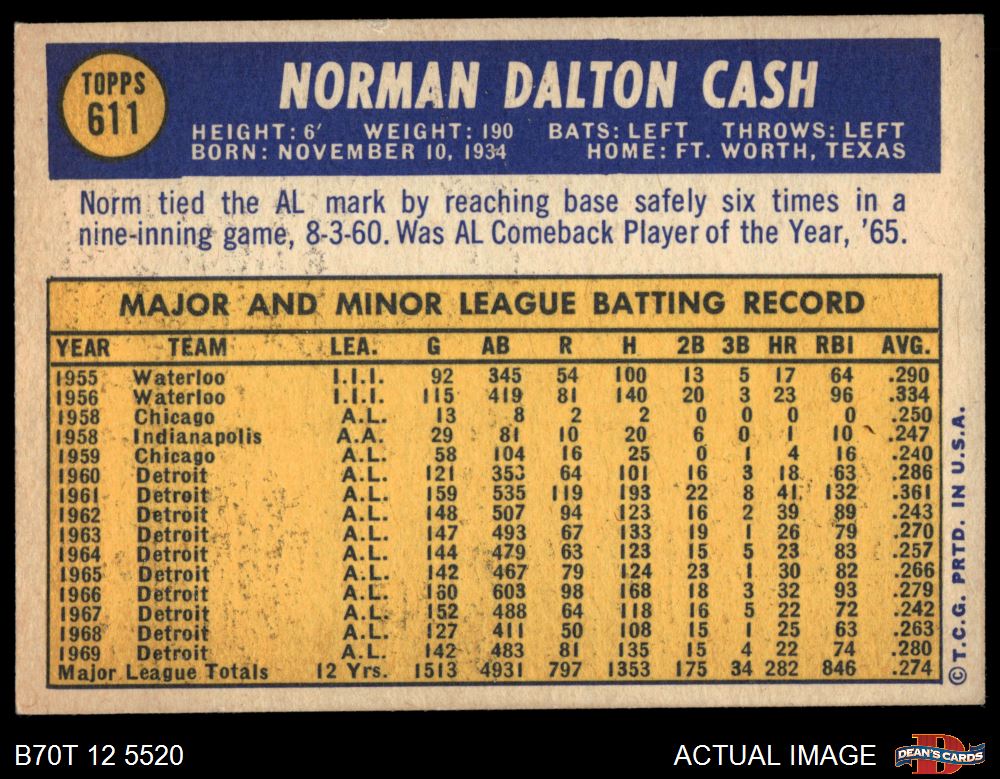 TOPPS
611
NORMAN DALTON CASH
HEIGHT: 6' WEIGHT: 190 BATS: LEFT THROWS: LEFT
BORN: NOVEMBER 10, 1934 HOME: FT. WORTH, TEXAS
Norm tied the AL mark by reaching base safely six times in a
nine-inning game, 8-3-60. Was AL Comeback Player of the Year, '65.
MAJOR AND MINOR LEAGUE BATTING RECORD
YEAR TEAM LEA. G AB R H 2B 3B HR RBI AVG.
1955 Waterloo I.I.I. 92 345 54 100 13 5 17 64 .290
1956 Waterloo I.I.I. 115 419 81 140 20 3 23 96 .334
1958 Chicago A.L. 13 8 2 2 0 0 0 0 .250
1958 Indianapolis A.A. 29 81 10 20 6 0 1 10 .247
1959 Chicago A.L. 58 104 16 25 0 1 4 16 .240
1960 Detroit A.L. 121 353 64 101 16 3 18 63 .286
1961 Detroit A.L. 159 535 119 193 22 8 41 132 .361
1962 Detroit A.L. 148 507 94 123 16 2 39 89 .243
1963 Detroit A.L. 147 493 67 133 19 1 26 79 .270
1964 Detroit A.L. 144 479 63 123 15 5 23 83 .257
1965 Detroit A.L. 142 467 79 124 23 1 30 82 .266
1966 Detroit A.L. 160 603 98 168 18 3 32 93 .279
1967 Detroit A.L. 152 488 64 118 16 5 22 72 .242
1968 Detroit A.L. 127 411 50 108 15 1 25 63 .263
1969 Detroit A.L. 142 483 81 135 15 4 22 74 .280
Major League Totals 12 Yrs. 1513 4931 797 1353 175 34 282 846 .274
© T.C.G. PRTD. IN U.S.A.
B70T 12 5520
ACTUAL IMAGE
D
DEAN'S CARDS